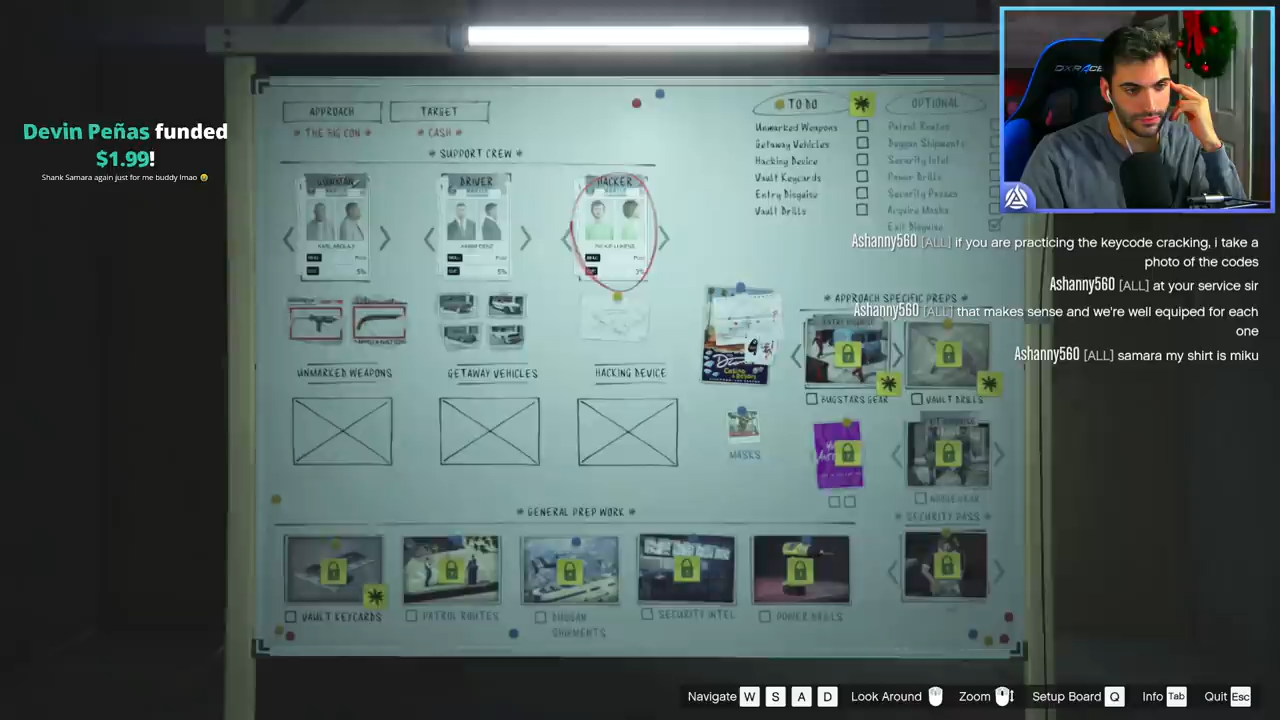 Devin Peñas funded
$1.99!
Shank Samara again just for me buddy lmao
APPROACH
TARGET
THE BIG CON
CASH
SUPPORT CREW
GUNMAN
DRIVER
HACKER
5%
5%
3%
UNMARKED WEAPONS
GETAWAY VEHICLES
HACKING DEVICE
MASKS
TO DO
Unmarked Weapons
Getaway Vehicles
Hacking Device
Vault Keycards
Entry Disguise
Vault Drills
OPTIONAL
Patrol Routes
Duggan Shipments
Security Intel
Power Drills
Security Passes
Acquire Masks
Exit Disguise
Ashanny560 [ALL] if you are practicing the keycode cracking, i take a
photo of the codes
Ashanny560 [ALL] at your service sir
Ashanny560 [ALL] that makes sense and we're well equiped for each
one
Ashanny560 [ALL] samara my shirt is miku
APPROACH SPECIFIC PREPS
BUGSTARS GEAR
VAULT DRILLS
NOOSE GEAR
SECURITY PASS
GENERAL PREP WORK
VAULT KEYCARDS
PATROL ROUTES
DUGGAN
SHIPMENTS
SECURITY INTEL
POWER DRILLS
Navigate W S A D Look Around Zoom Setup Board Q Info Tab Quit Esc